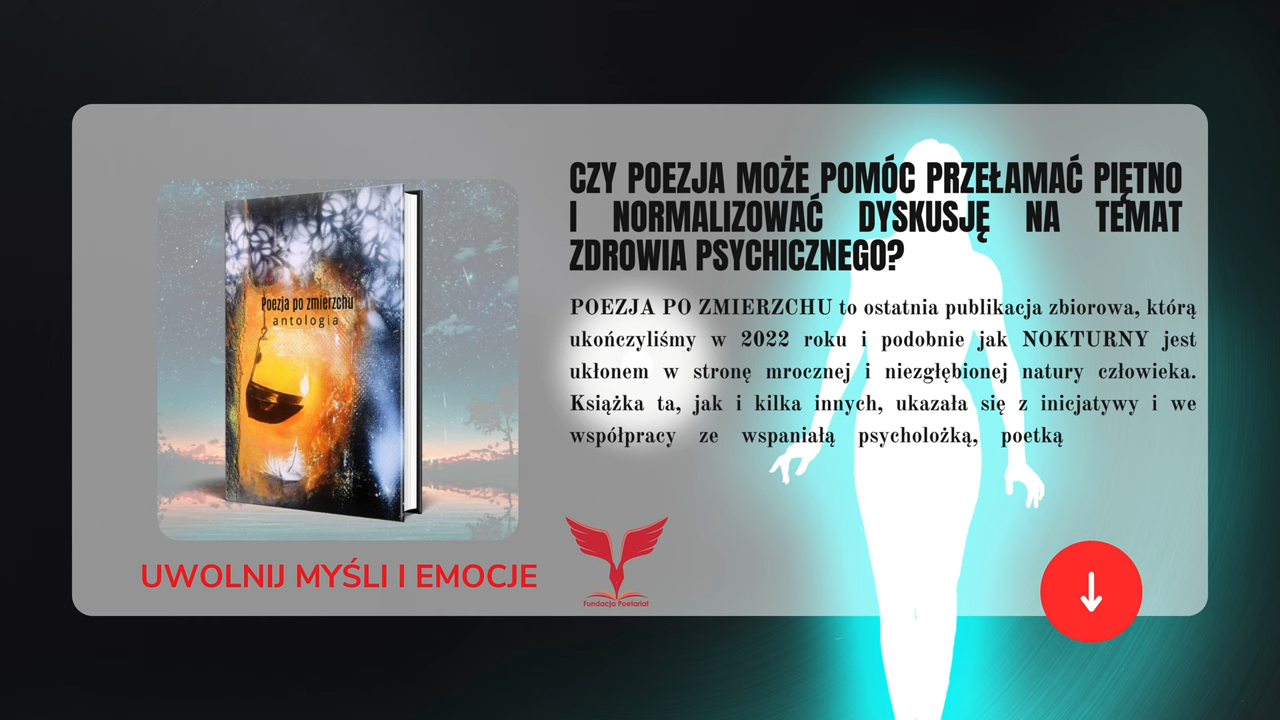 CZY POEZJA MOŻE POMÓC PRZEŁAMAĆ PIĘTNO
I NORMALIZOWAĆ DYSKUSJĘ NA TEMAT
ZDROWIA PSYCHICZNEGO?
POEZJA PO ZMIERZCHU to ostatnia publikacja zbiorowa, którą
ukończyliśmy w 2022 roku i podobnie jak NOKTURNY jest
ukłonem w stronę mrocznej i niezgłębionej natury człowieka.
Książka ta, jak i kilka innych, ukazała się z inicjatywy i we
współpracy ze wspaniałą psycholożką, poetką
Poezja po zmierzchu
antologia
UWOLNIJ MYŚLI I EMOCJE
Fundacja Poetariat